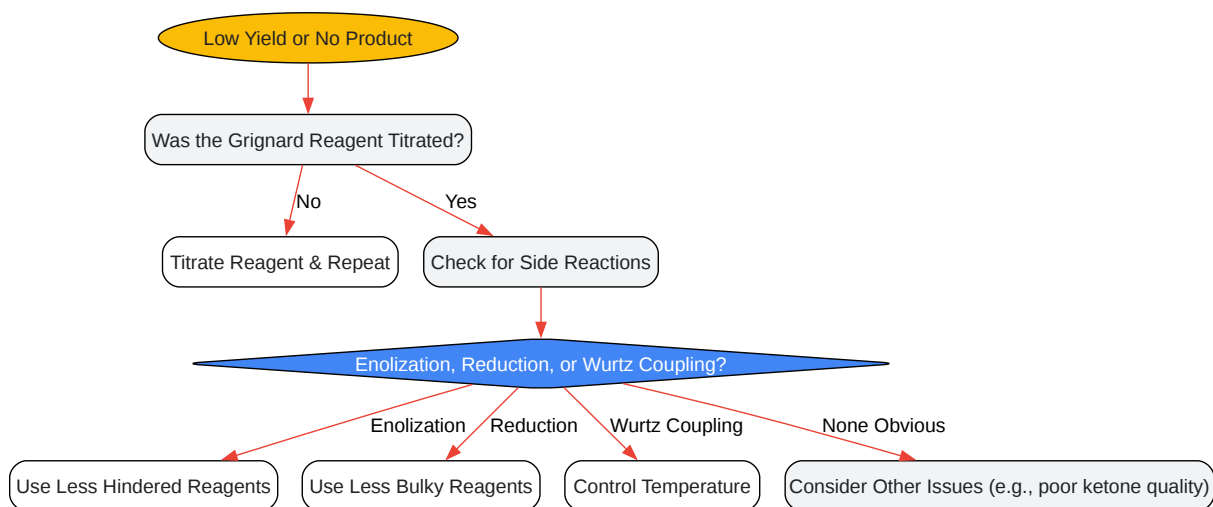 Low Yield or No Product
Was the Grignard Reagent Titrated?
No
Yes
Titrate Reagent & Repeat
Check for Side Reactions
Enolization, Reduction, or Wurtz Coupling?
Enolization
Reduction
Wurtz Coupling
None Obvious
Use Less Hindered Reagents
Use Less Bulky Reagents
Control Temperature
Consider Other Issues (e.g., poor ketone quality)